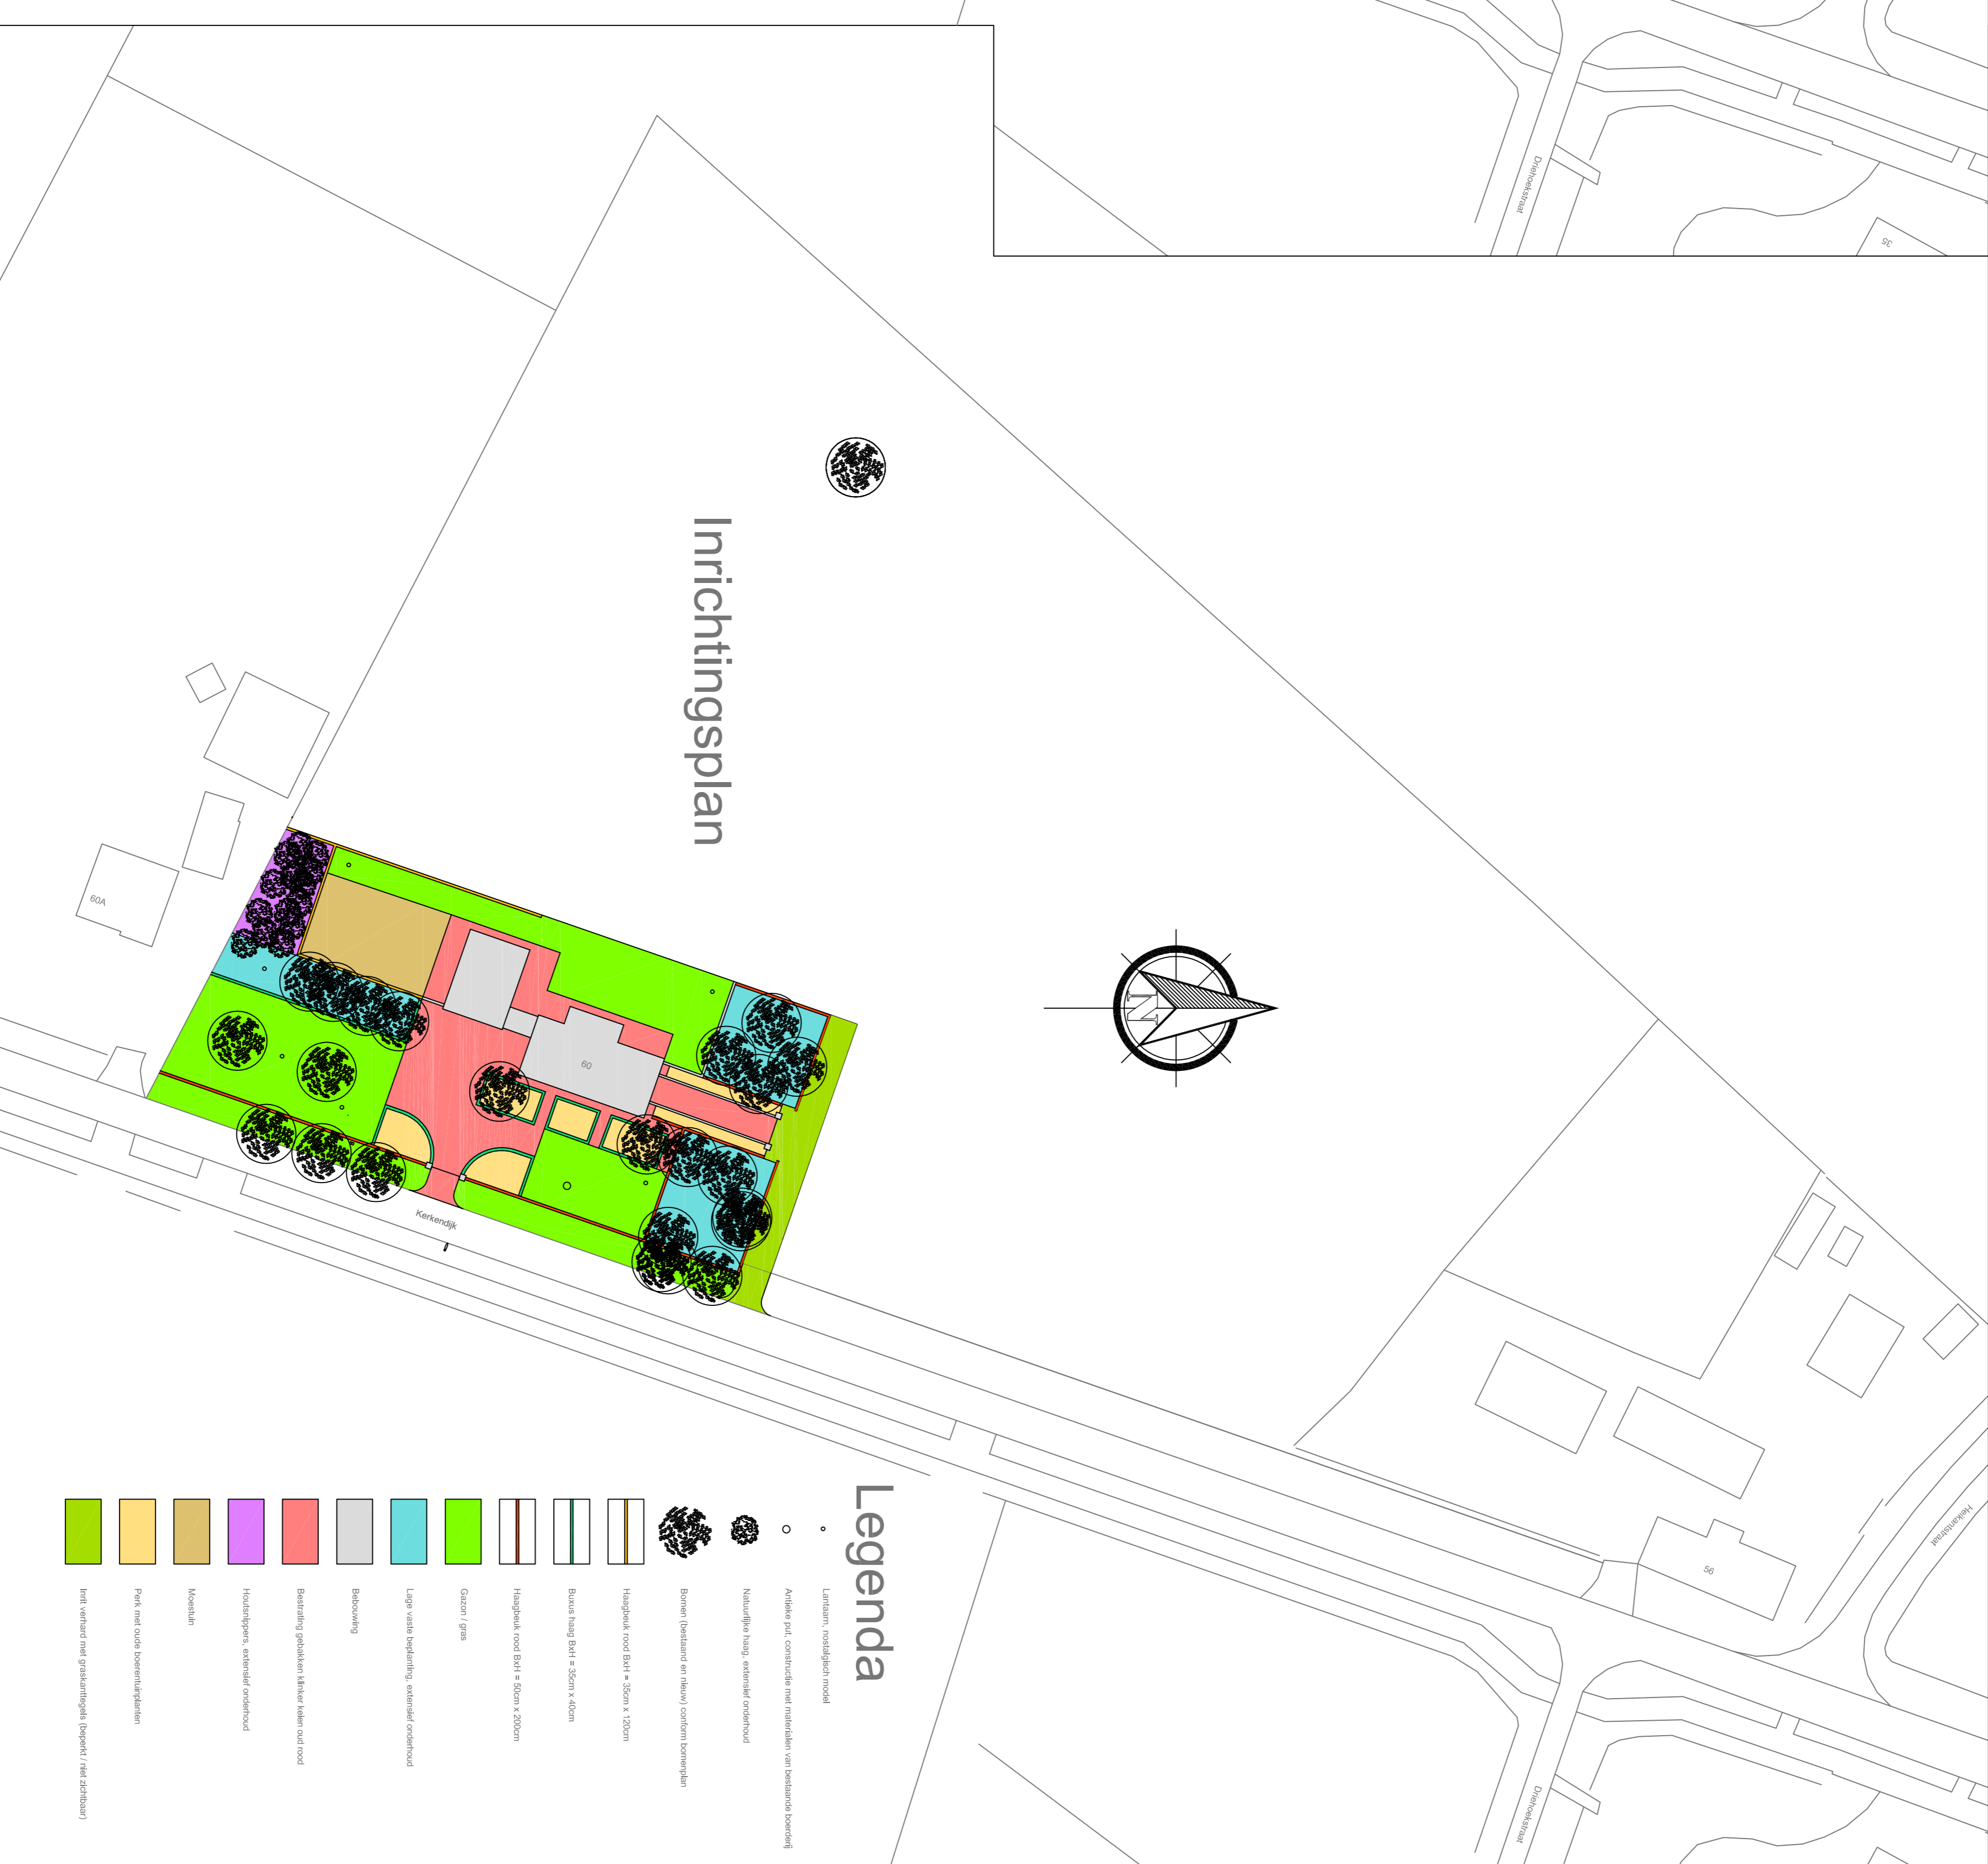 Inrichtingsplan
Legenda
Lantaarn, nostalgisch model
Antieke put, constructie met materialen van bestaande boerderij
Natuurlijke haag, extensief onderhoud
Bomen (bestaand en nieuw) conform bomenplan
Haagbeuk rood BxH = 35cm x 120cm
Buxus haag BxH = 35cm x 40cm
Haagbeuk rood BxH = 50cm x 200cm
Gazon / gras
Lage vaste beplanting, extensief onderhoud
Bebouwing
Bestrating gebakken klinker keien oud rood
Houtsnippers, extensief onderhoud
Moestuin
Perk met oude boerentuinplanten
Inrit verhard met graskanttegels (beperkt / niet zichtbaar)
Driehoekstraat
35
N
60A
60
Kerkendijk
56
Heikantstraat
Driehoekstraat